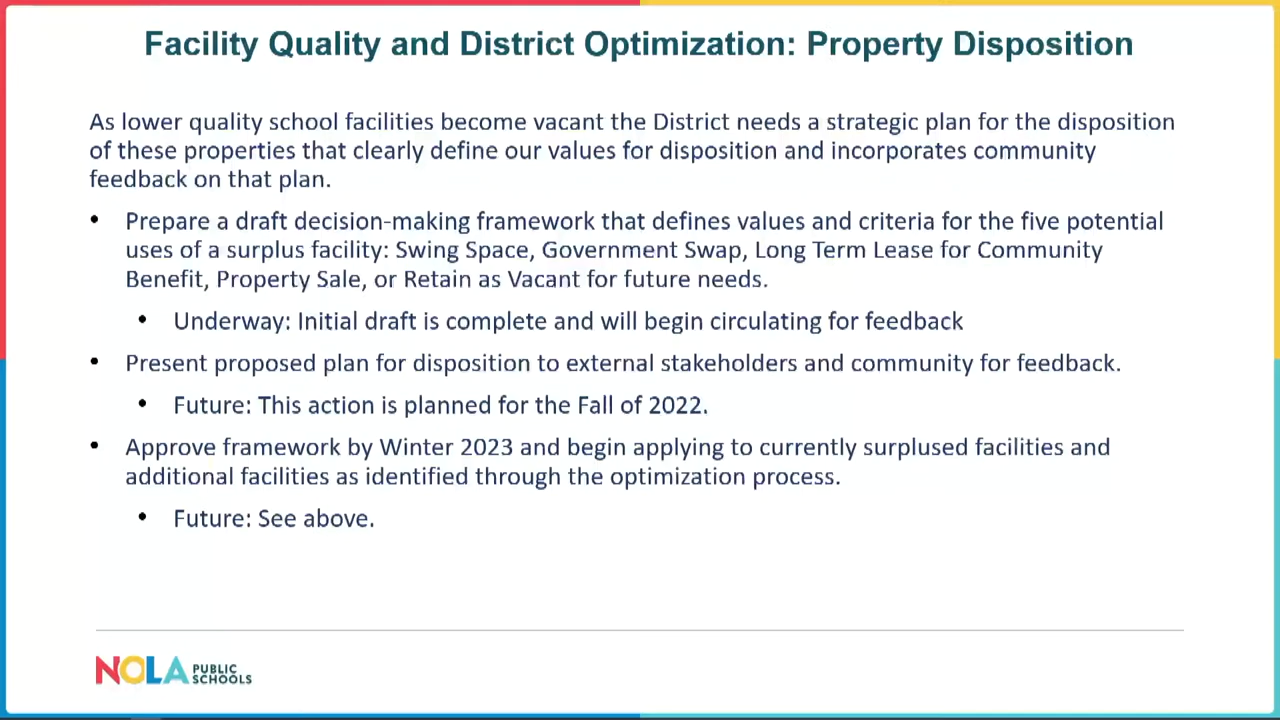 Facility Quality and District Optimization: Property Disposition
As lower quality school facilities become vacant the District needs a strategic plan for the disposition
of these properties that clearly define our values for disposition and incorporates community
feedback on that plan.
• Prepare a draft decision-making framework that defines values and criteria for the five potential
uses of a surplus facility: Swing Space, Government Swap, Long Term Lease for Community
Benefit, Property Sale, or Retain as Vacant for future needs.
• Underway: Initial draft is complete and will begin circulating for feedback
• Present proposed plan for disposition to external stakeholders and community for feedback.
• Future: This action is planned for the Fall of 2022.
• Approve framework by Winter 2023 and begin applying to currently surplused facilities and
additional facilities as identified through the optimization process.
• Future: See above.
NOLA PUBLIC
SCHOOLS